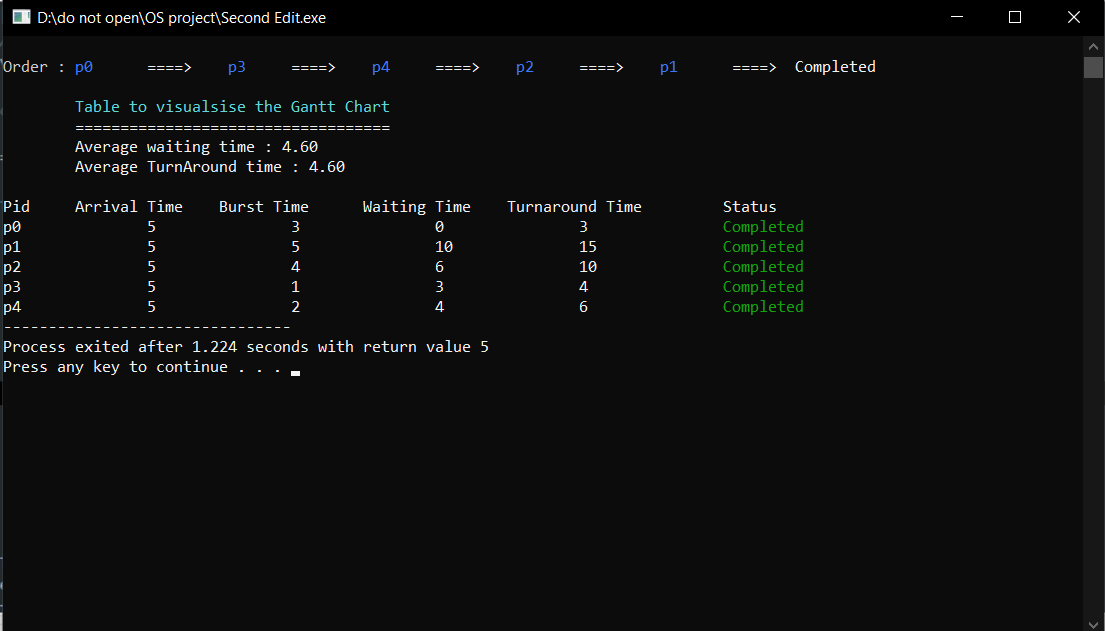 D:\do not open\OS project\Second Edit.exe
Order : p0 ====> p3 ====> p4 ====> p2 ====> p1 ====> Completed
Table to visualsise the Gantt Chart
===================================
Average waiting time : 4.60
Average TurnAround time : 4.60
Pid Arrival Time Burst Time Waiting Time Turnaround Time Status
p0 5 3 0 3 Completed
p1 5 5 10 15 Completed
p2 5 4 6 10 Completed
p3 5 1 3 4 Completed
p4 5 2 4 6 Completed
--------------------------------
Process exited after 1.224 seconds with return value 5
Press any key to continue . . .